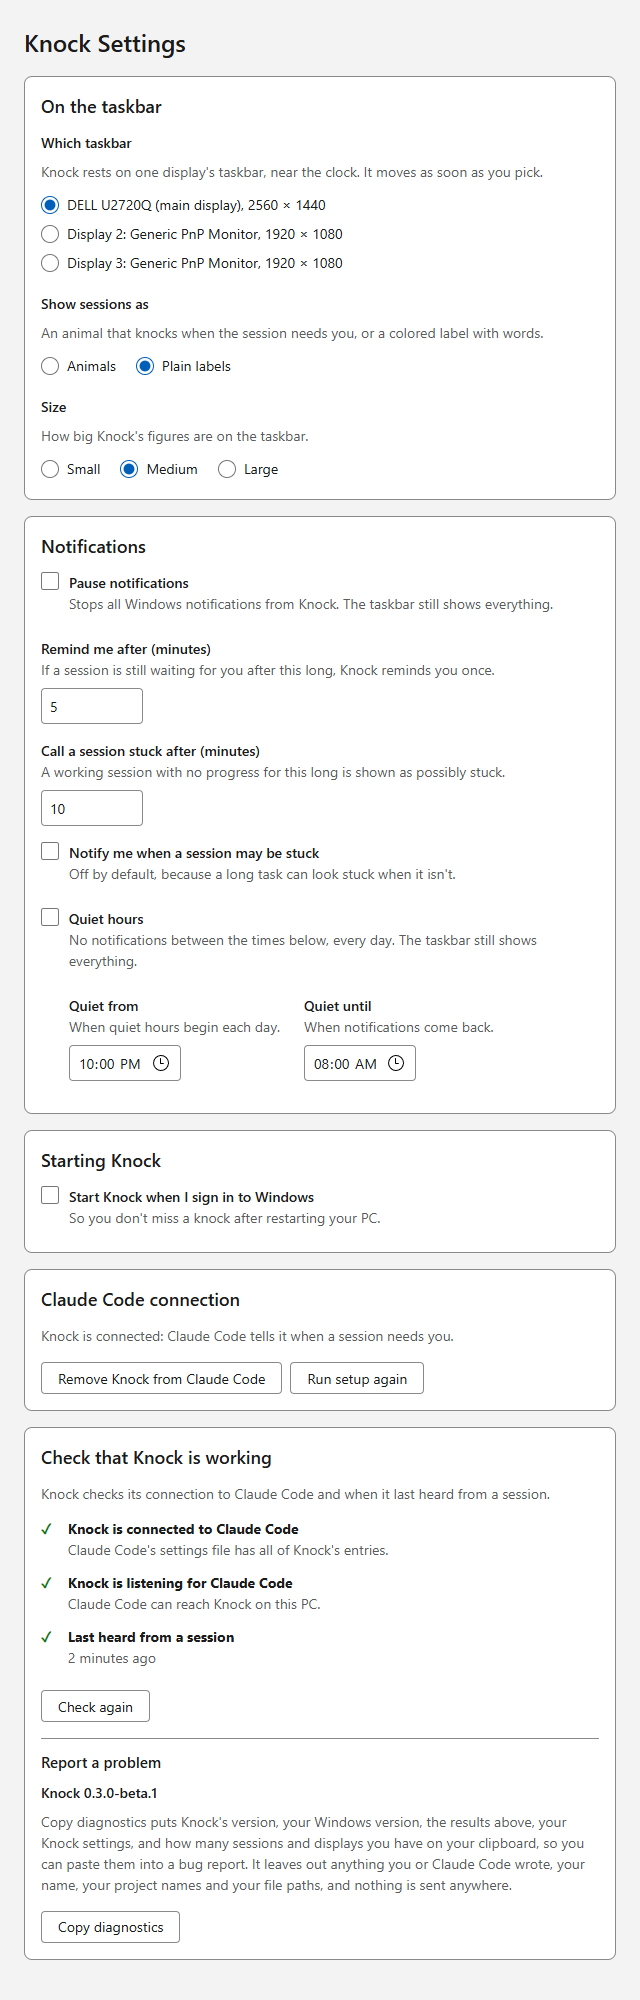 Knock Settings
On the taskbar
Which taskbar
Knock rests on one display's taskbar, near the clock. It moves as soon as you pick.
DELL U2720Q (main display), 2560 × 1440
Display 2: Generic PnP Monitor, 1920 × 1080
Display 3: Generic PnP Monitor, 1920 × 1080
Show sessions as
An animal that knocks when the session needs you, or a colored label with words.
Animals Plain labels
Size
How big Knock's figures are on the taskbar.
Small Medium Large
Notifications
Pause notifications
Stops all Windows notifications from Knock. The taskbar still shows everything.
Remind me after (minutes)
If a session is still waiting for you after this long, Knock reminds you once.
5
Call a session stuck after (minutes)
A working session with no progress for this long is shown as possibly stuck.
10
Notify me when a session may be stuck
Off by default, because a long task can look stuck when it isn't.
Quiet hours
No notifications between the times below, every day. The taskbar still shows
everything.
Quiet from Quiet until
When quiet hours begin each day. When notifications come back.
10:00 PM 08:00 AM
Starting Knock
Start Knock when I sign in to Windows
So you don't miss a knock after restarting your PC.
Claude Code connection
Knock is connected: Claude Code tells it when a session needs you.
Remove Knock from Claude Code Run setup again
Check that Knock is working
Knock checks its connection to Claude Code and when it last heard from a session.
✓ Knock is connected to Claude Code
Claude Code's settings file has all of Knock's entries.
✓ Knock is listening for Claude Code
Claude Code can reach Knock on this PC.
✓ Last heard from a session
2 minutes ago
Check again
Report a problem
Knock 0.3.0-beta.1
Copy diagnostics puts Knock's version, your Windows version, the results above, your
Knock settings, and how many sessions and displays you have on your clipboard, so you
can paste them into a bug report. It leaves out anything you or Claude Code wrote, your
name, your project names and your file paths, and nothing is sent anywhere.
Copy diagnostics